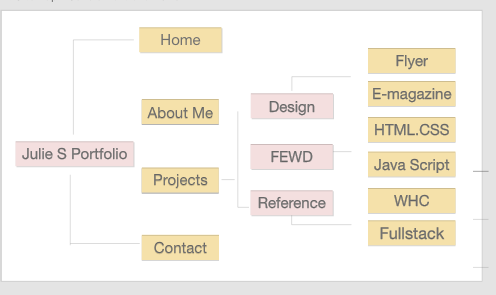 Home
About Me
Julie S Portfolio
Projects
Contact
Design
FEWD
Reference
Flyer
E-magazine
HTML.CSS
Java Script
WHC
Fullstack